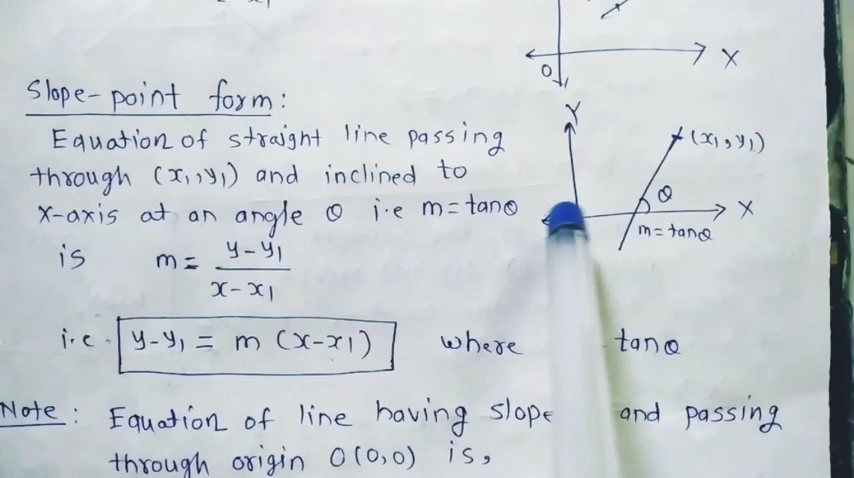 X
O
Slope-point form:
Y
Equation of straight line passing
(x₁,y₁)
through (x₁,y₁) and inclined to
θ
X
x-axis at an angle θ i.e m=tanθ
m=tanθ
is m = y-y₁ / x-x₁
i.e. y-y₁ = m (x-x₁) where tanθ
Note: Equation of line having slope and passing
through origin O(0,0) is,